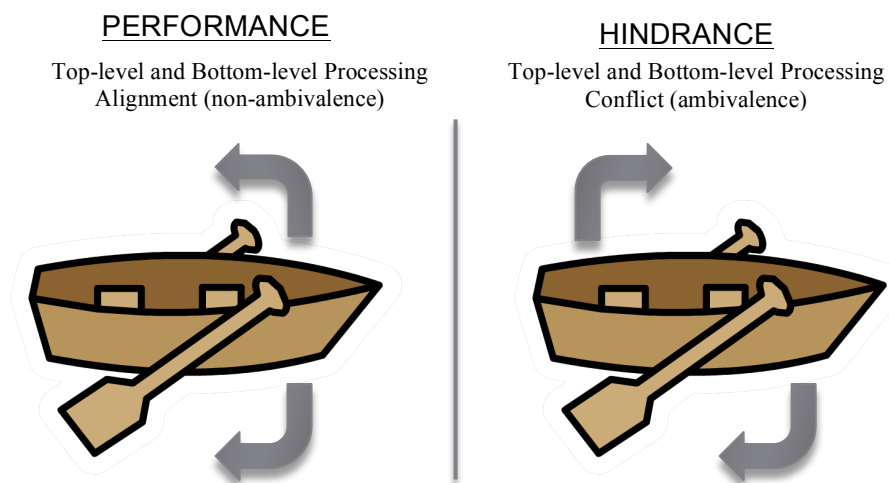 PERFORMANCE
Top-level and Bottom-level Processing
Alignment (non-ambivalence)
HINDRANCE
Top-level and Bottom-level Processing
Conflict (ambivalence)